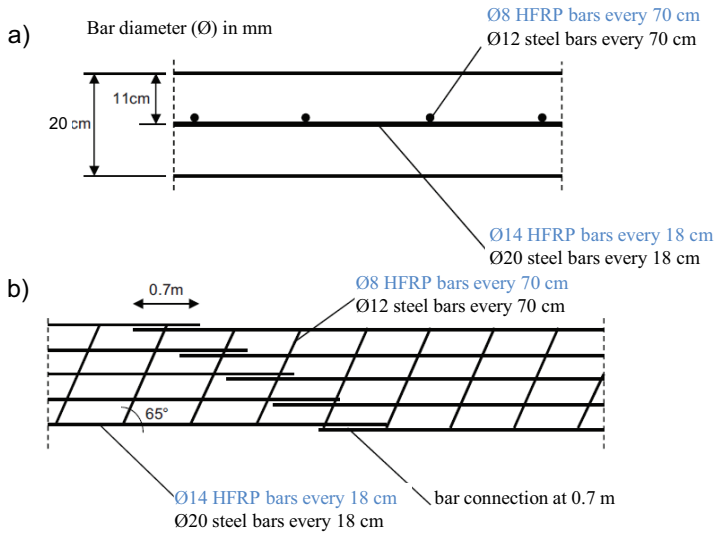 a)
Bar diameter (Ø) in mm
Ø8 HFRP bars every 70 cm
Ø12 steel bars every 70 cm
11cm
20 cm
Ø14 HFRP bars every 18 cm
Ø20 steel bars every 18 cm
b)
0.7m
Ø8 HFRP bars every 70 cm
Ø12 steel bars every 70 cm
65°
Ø14 HFRP bars every 18 cm
Ø20 steel bars every 18 cm
bar connection at 0.7 m